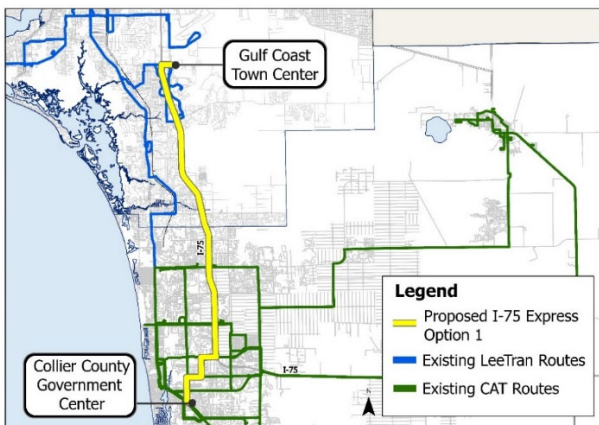 Gulf Coast
Town Center
I-75
Legend
Proposed I-75 Express
Option 1
Existing LeeTran Routes
Existing CAT Routes
Collier County
Government
Center
I-75